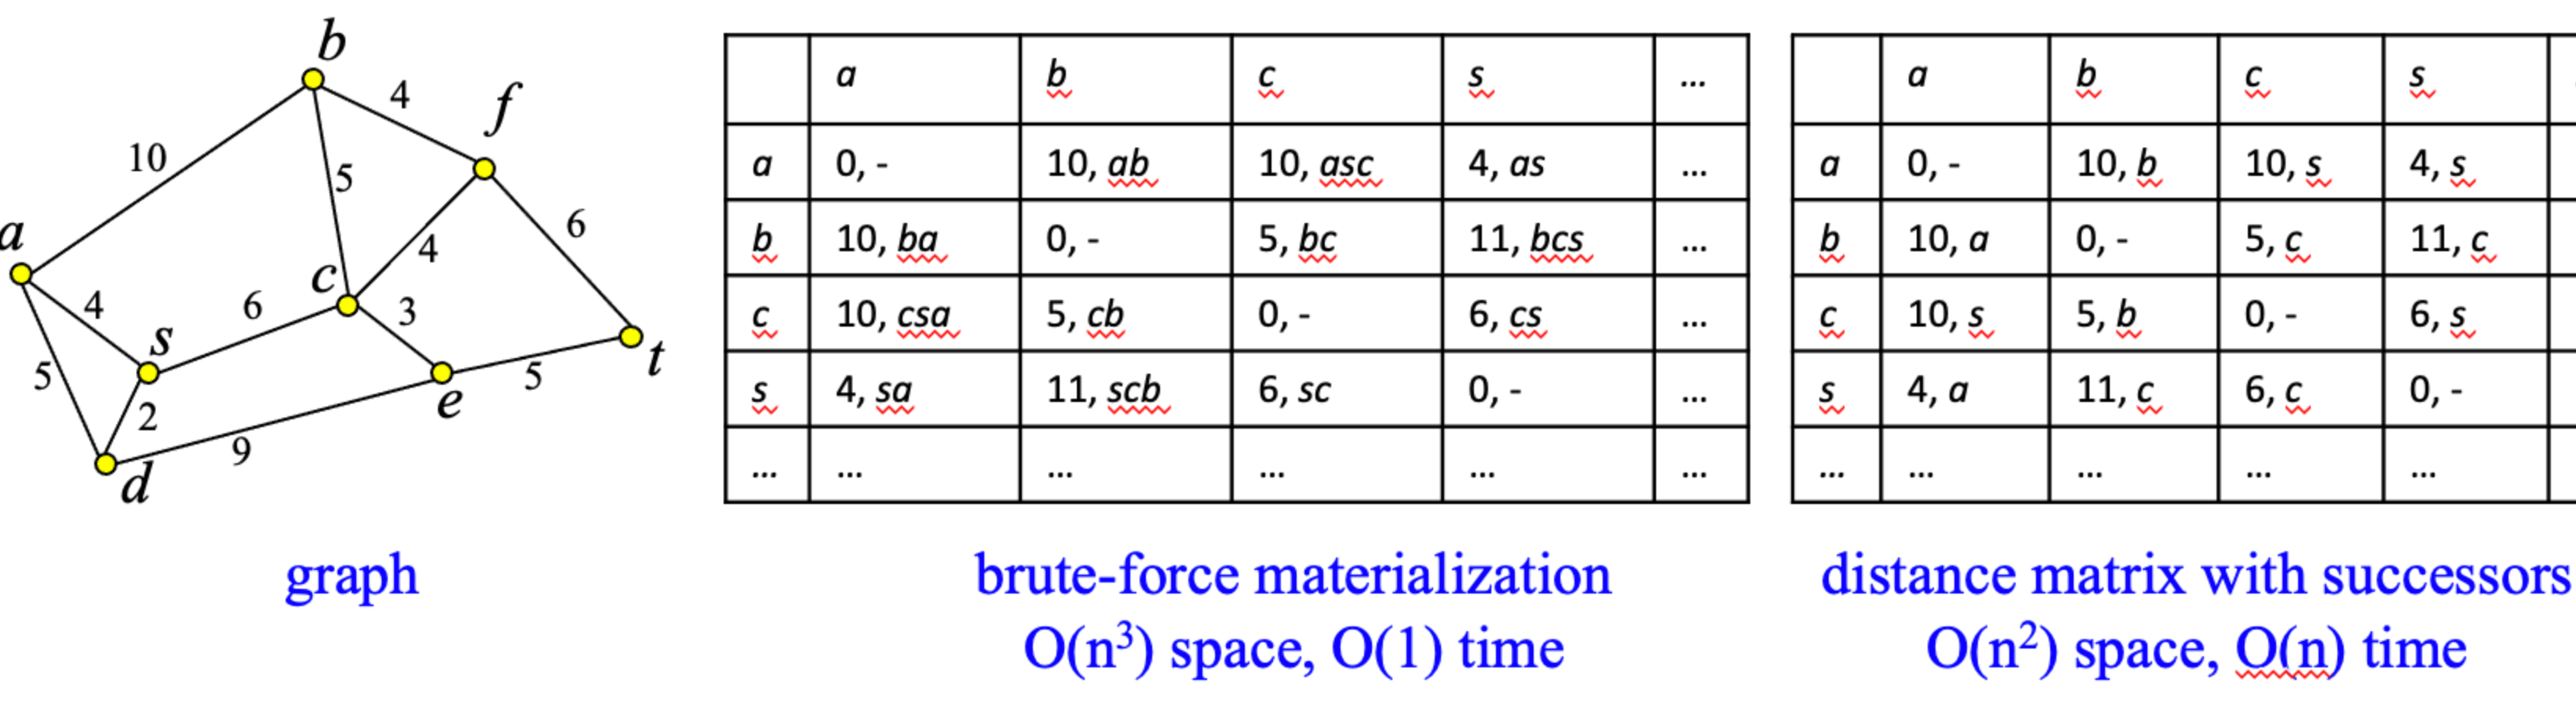 b
4
f
10
5
6
a
4
c
4
6
3
s
t
5
5
e
2
9
d
graph
a b c s ...
a 0, - 10, ab 10, asc 4, as ...
b 10, ba 0, - 5, bc 11, bcs ...
c 10, csa 5, cb 0, - 6, cs ...
s 4, sa 11, scb 6, sc 0, - ...
... ... ... ... ... ...
brute-force materialization
O(n³) space, O(1) time
a b c s
a 0, - 10, b 10, s 4, s
b 10, a 0, - 5, c 11, c
c 10, s 5, b 0, - 6, s
s 4, a 11, c 6, c 0, -
... ... ... ... ...
distance matrix with successors
O(n²) space, O(n) time